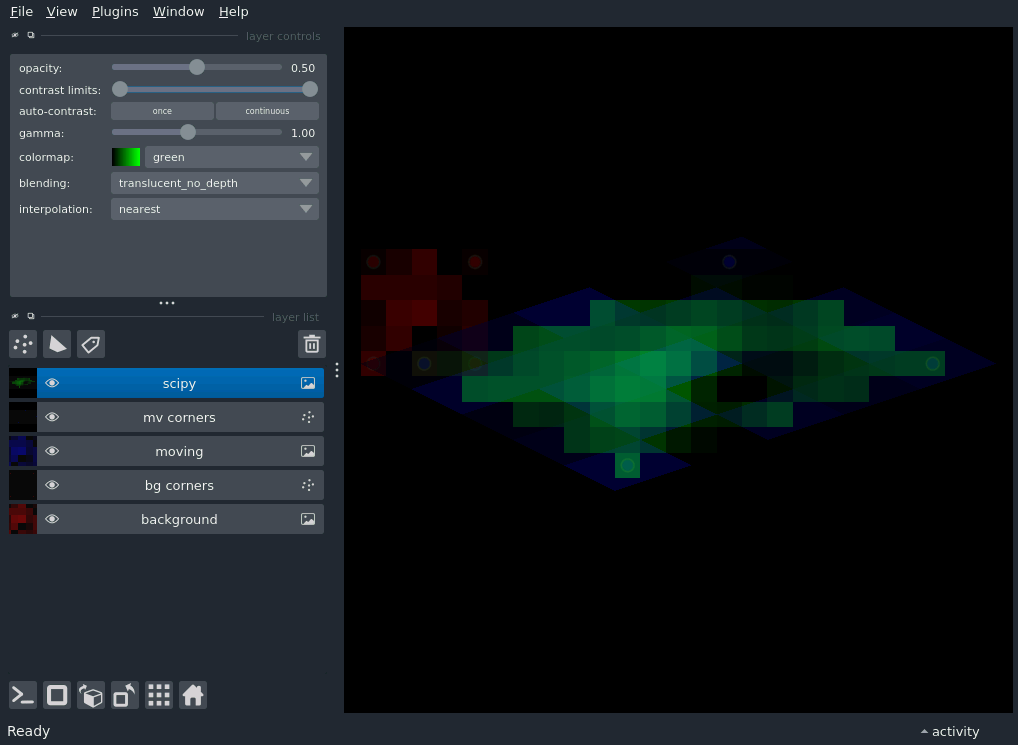 File View Plugins Window Help
layer controls
opacity: 0.50
contrast limits:
auto-contrast: once continuous
gamma: 1.00
colormap: green
blending: translucent_no_depth
interpolation: nearest
layer list
scipy
mv corners
moving
bg corners
background
Ready activity